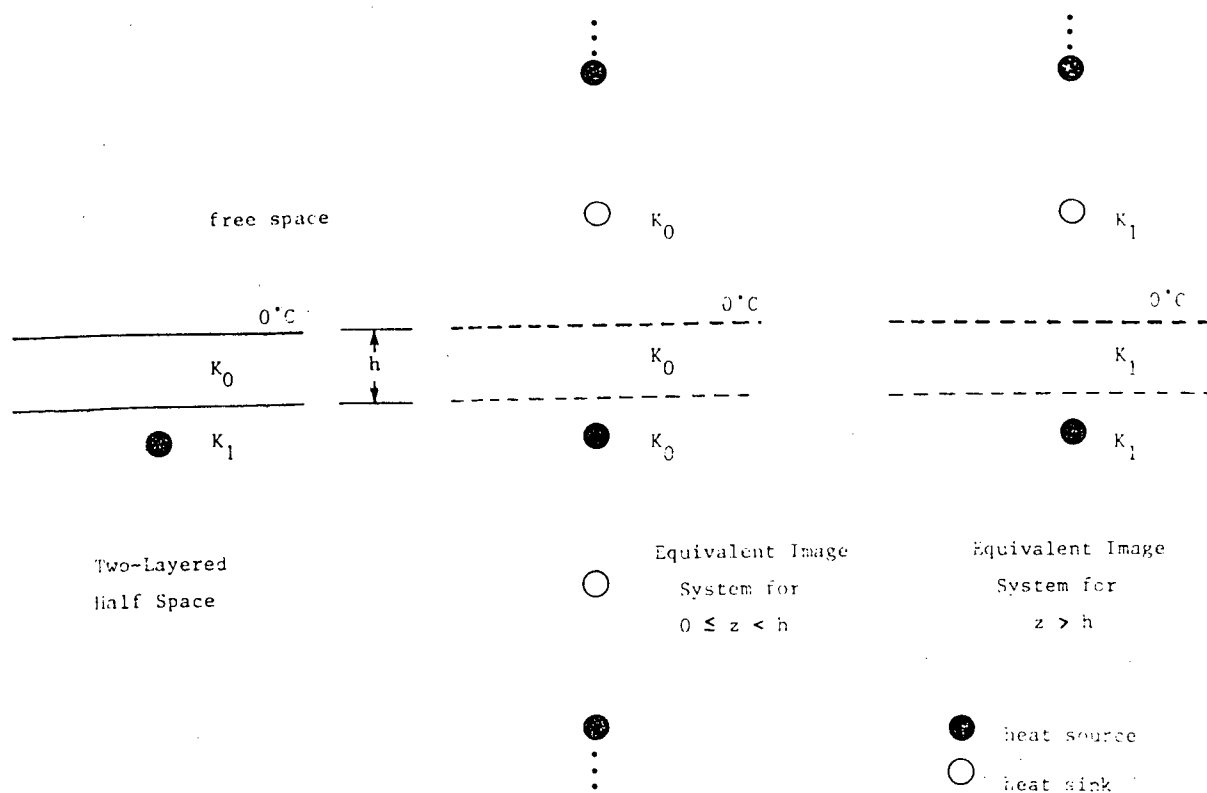 free space
K0
K1
0°C
0°C
0°C
h
K0
K0
K1
K1
K0
K1
Two-Layered
Half Space
Equivalent Image
System for
0 ≤ z < h
Equivalent Image
System for
z > h
heat source
heat sink